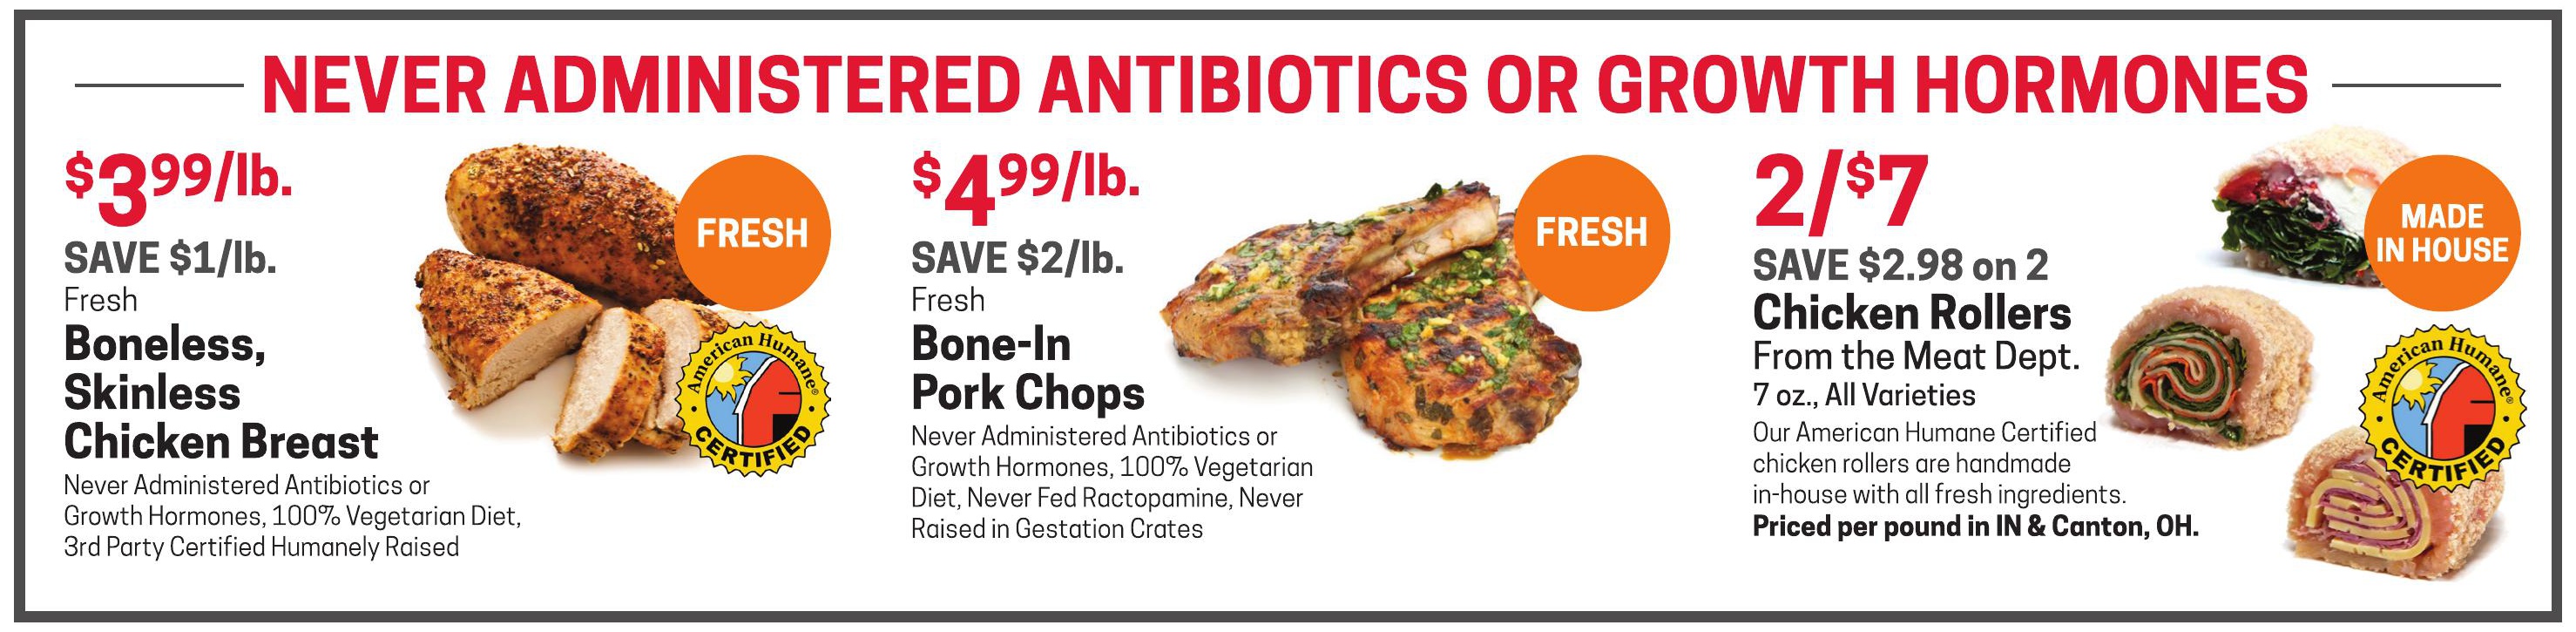 NEVER ADMINISTERED ANTIBIOTICS OR GROWTH HORMONES
$3 99/lb.
SAVE $1/lb.
Fresh
Boneless,
Skinless
Chicken Breast
Never Administered Antibiotics or
Growth Hormones, 100% Vegetarian Diet,
3rd Party Certified Humanely Raised
FRESH
American Humane®
CERTIFIED
$4 99/lb.
SAVE $2/lb.
Fresh
Bone-In
Pork Chops
Never Administered Antibiotics or
Growth Hormones, 100% Vegetarian
Diet, Never Fed Ractopamine, Never
Raised in Gestation Crates
FRESH
2/$7
SAVE $2.98 on 2
Chicken Rollers
From the Meat Dept.
7 oz., All Varieties
Our American Humane Certified
chicken rollers are handmade
in-house with all fresh ingredients.
Priced per pound in IN & Canton, OH.
MADE
IN HOUSE
American Humane®
CERTIFIED